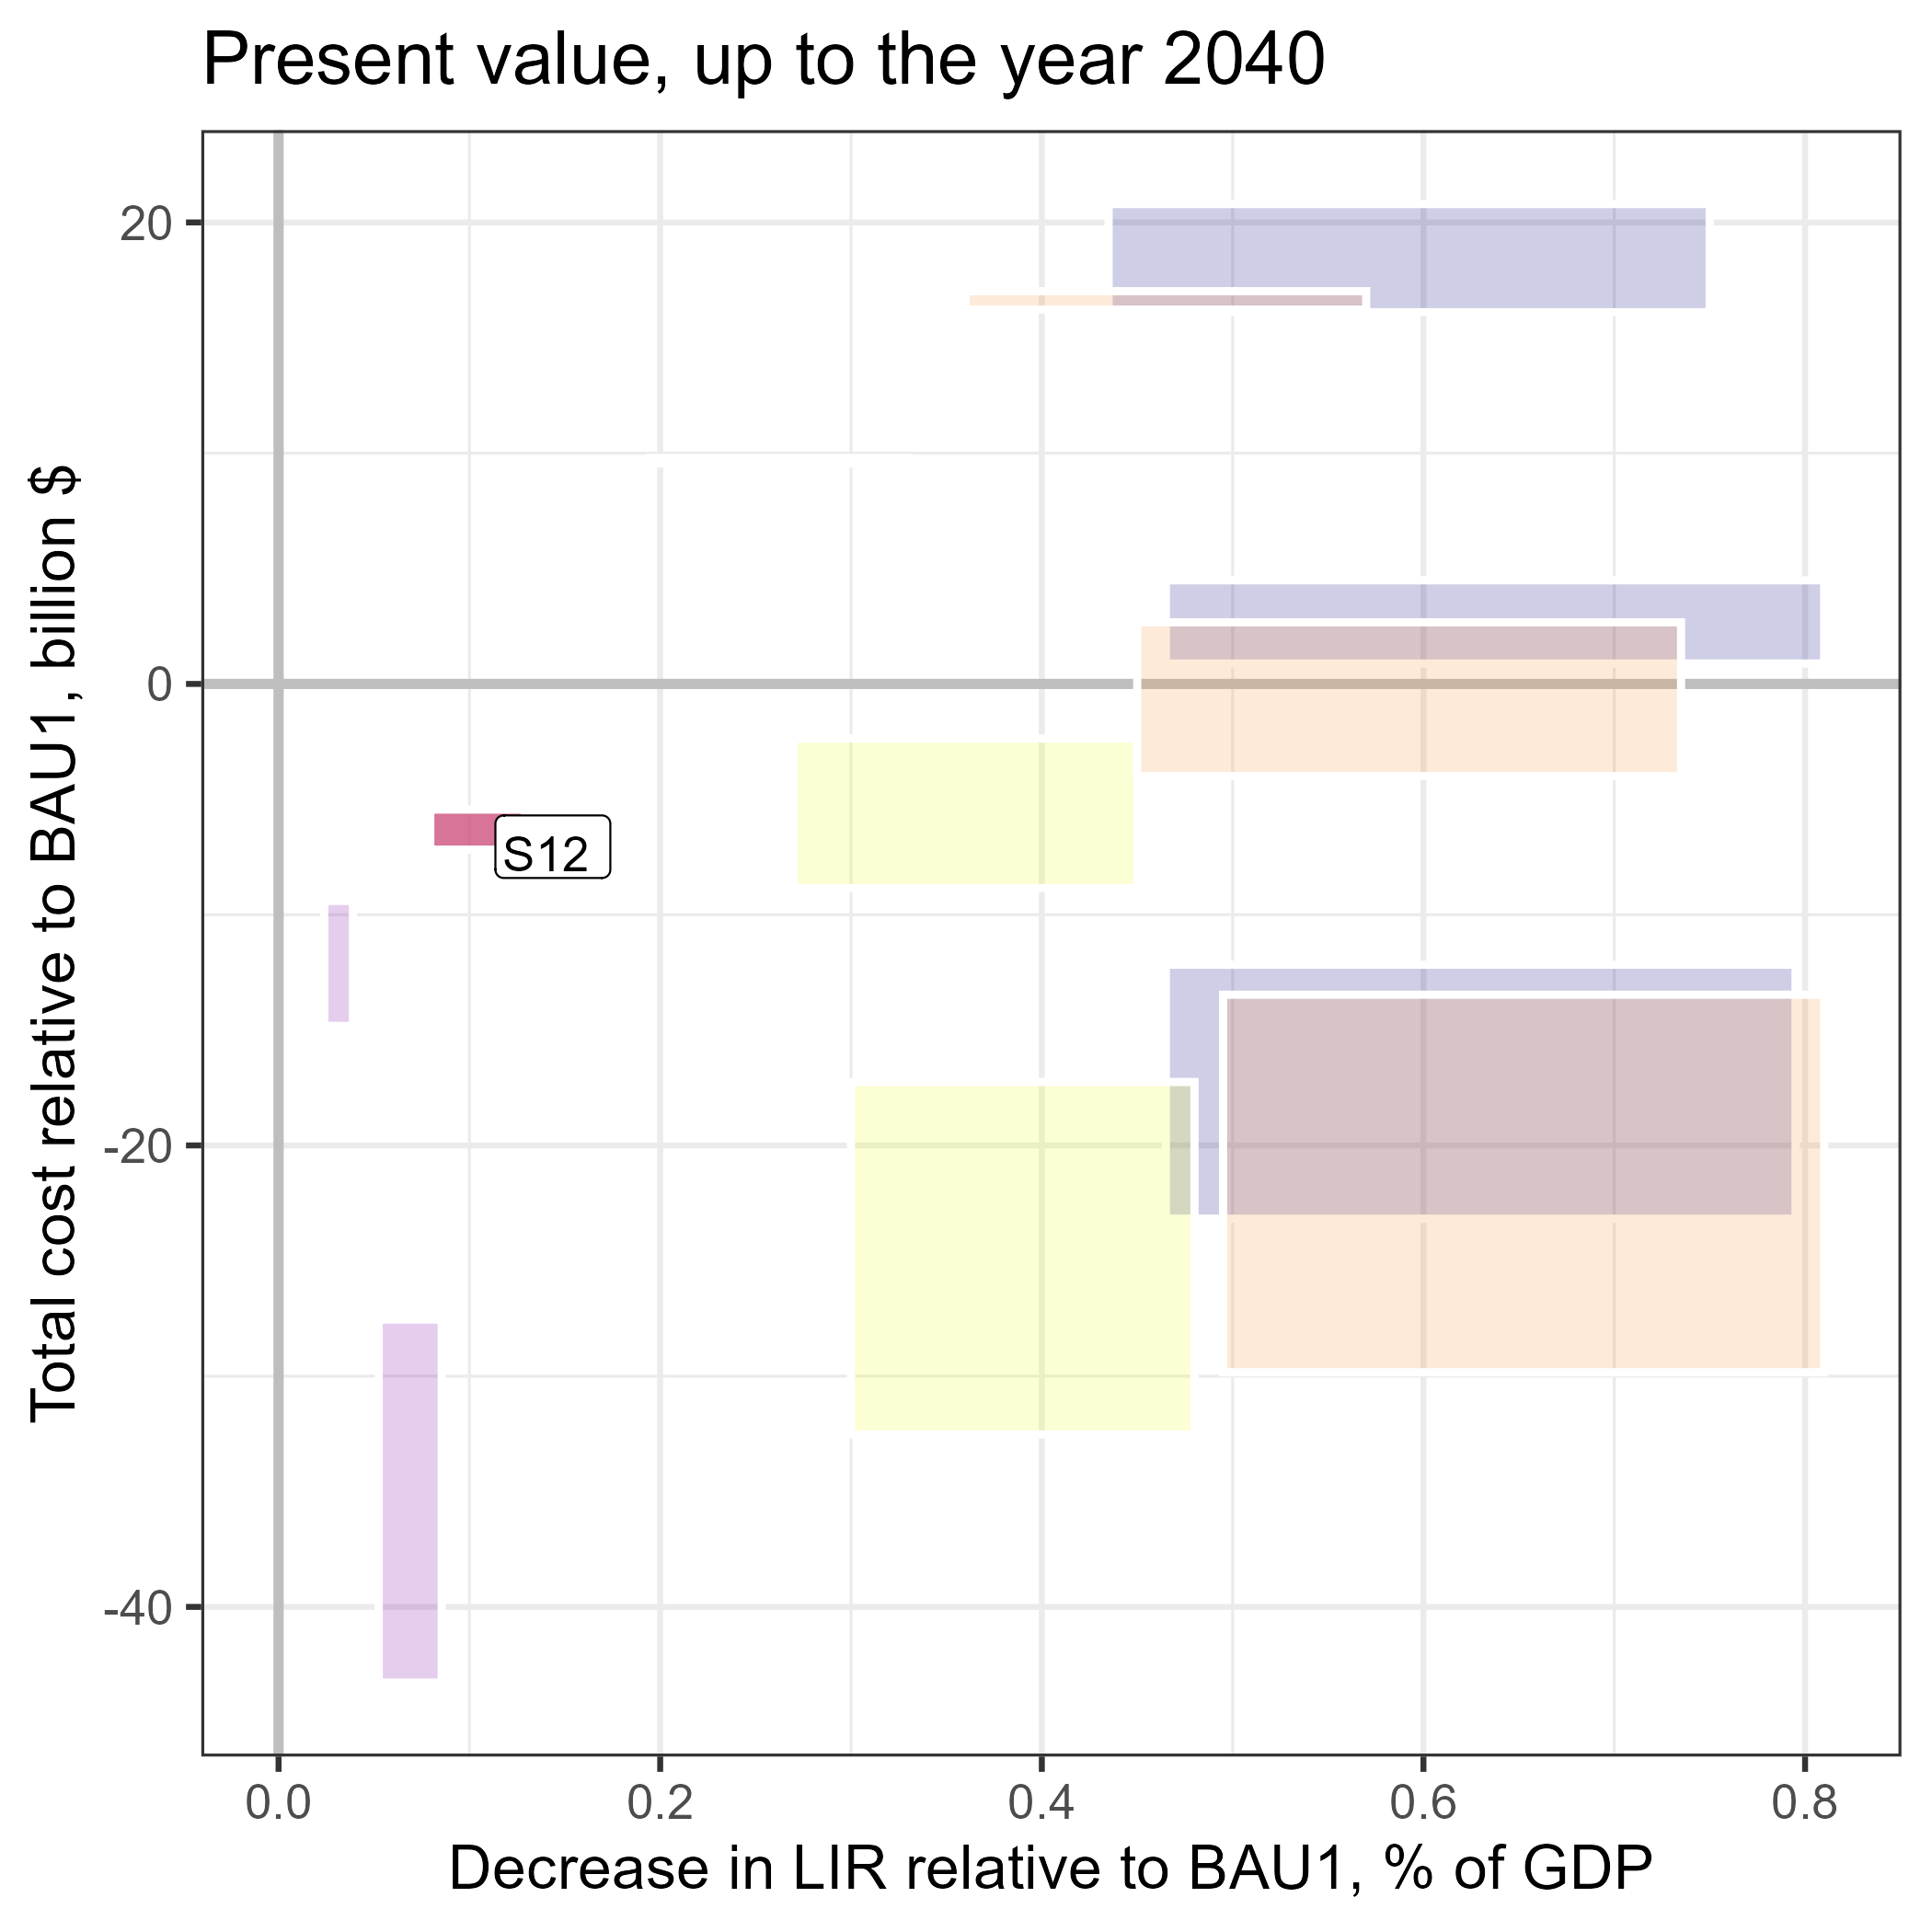 Present value, up to the year 2040
Total cost relative to BAU1, billion $
20
0
-20
-40
S12
0.0 0.2 0.4 0.6 0.8
Decrease in LIR relative to BAU1, % of GDP